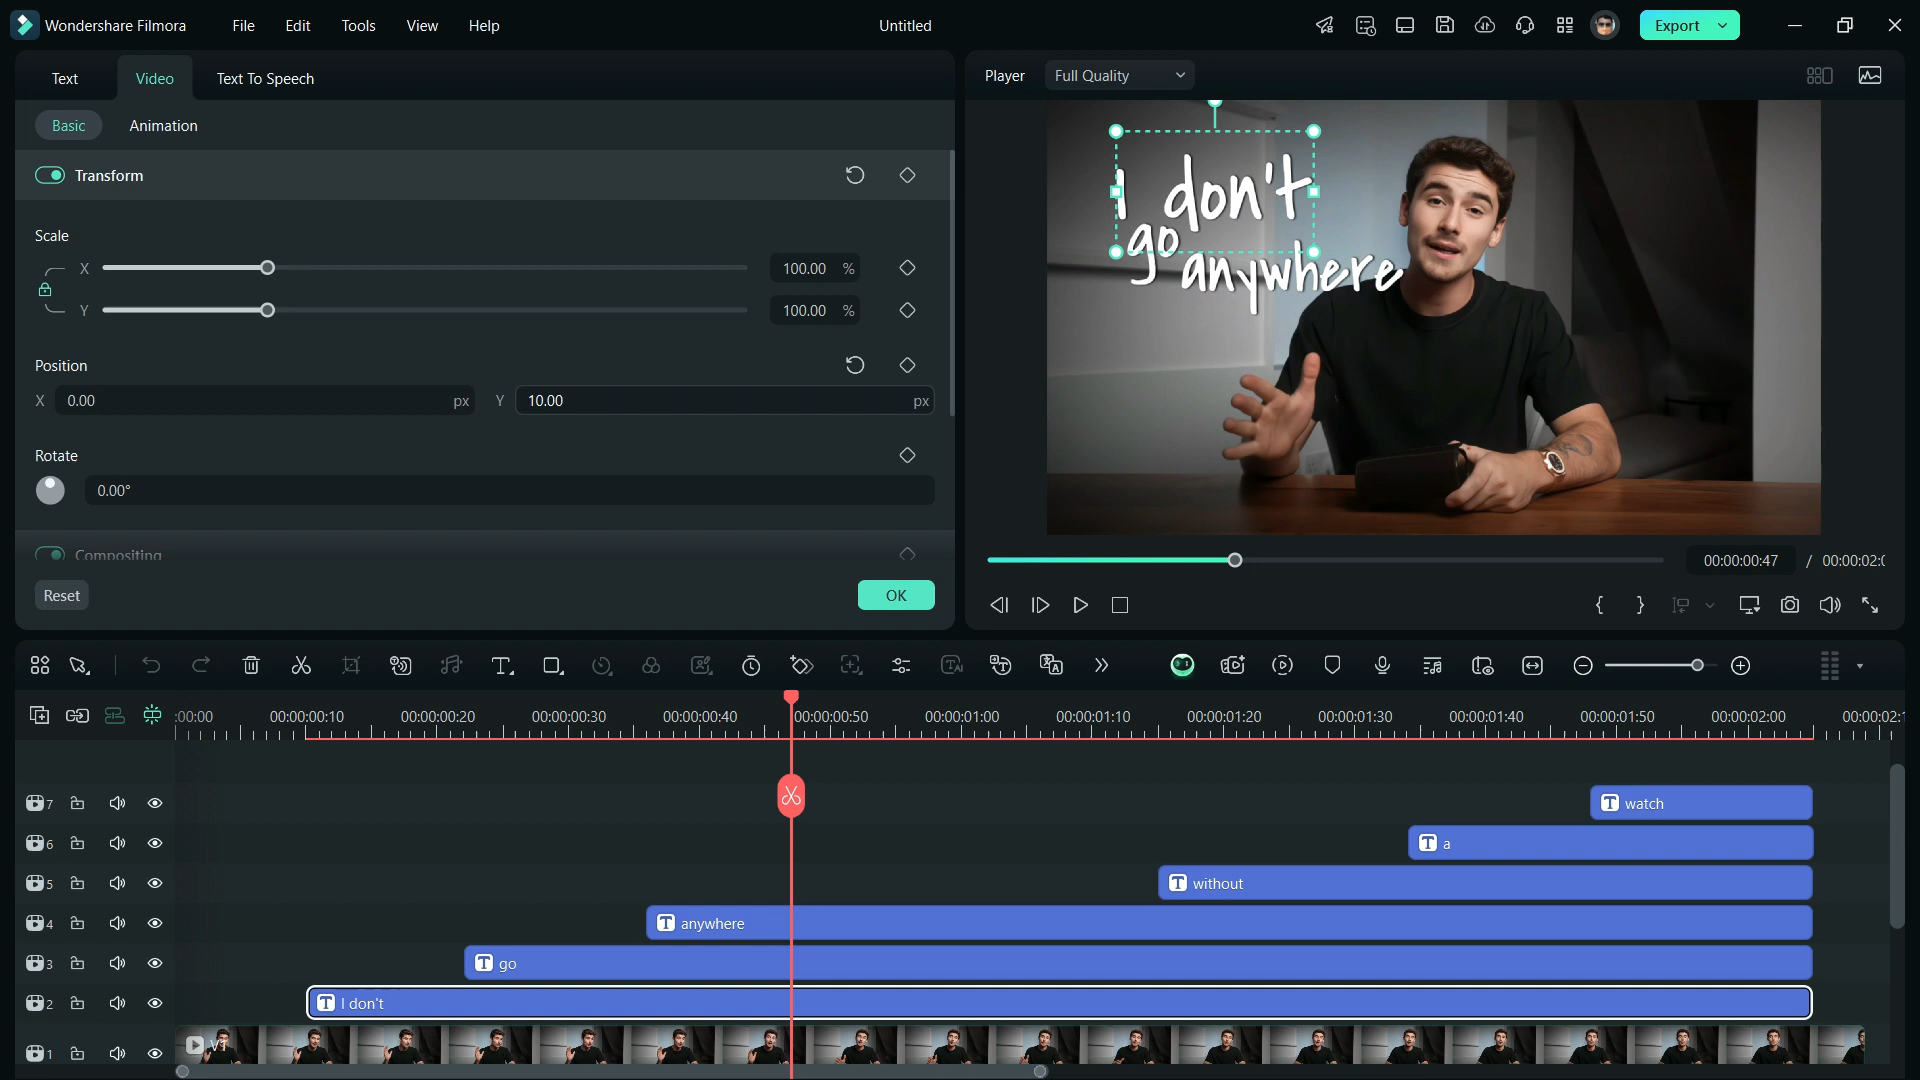 Wondershare Filmora File Edit Tools View Help Untitled Export
Text Video Text To Speech
Player Full Quality
Basic Animation
Transform
Scale
X 100.00 %
Y 100.00 %
Position
X 0.00 px Y 10.00 px
Rotate
0.00°
Compositing
Reset OK
I don't
go
anywhere
00:00:00:47 / 00:00:02:0
:00:00 00:00:00:10 00:00:00:20 00:00:00:30 00:00:00:40 00:00:00:50 00:00:01:00 00:00:01:10 00:00:01:20 00:00:01:30 00:00:01:40 00:00:01:50 00:00:02:00 00:00:02:1
7 T watch
6 T a
5 T without
4 T anywhere
3 T go
2 T I don't
1 V1